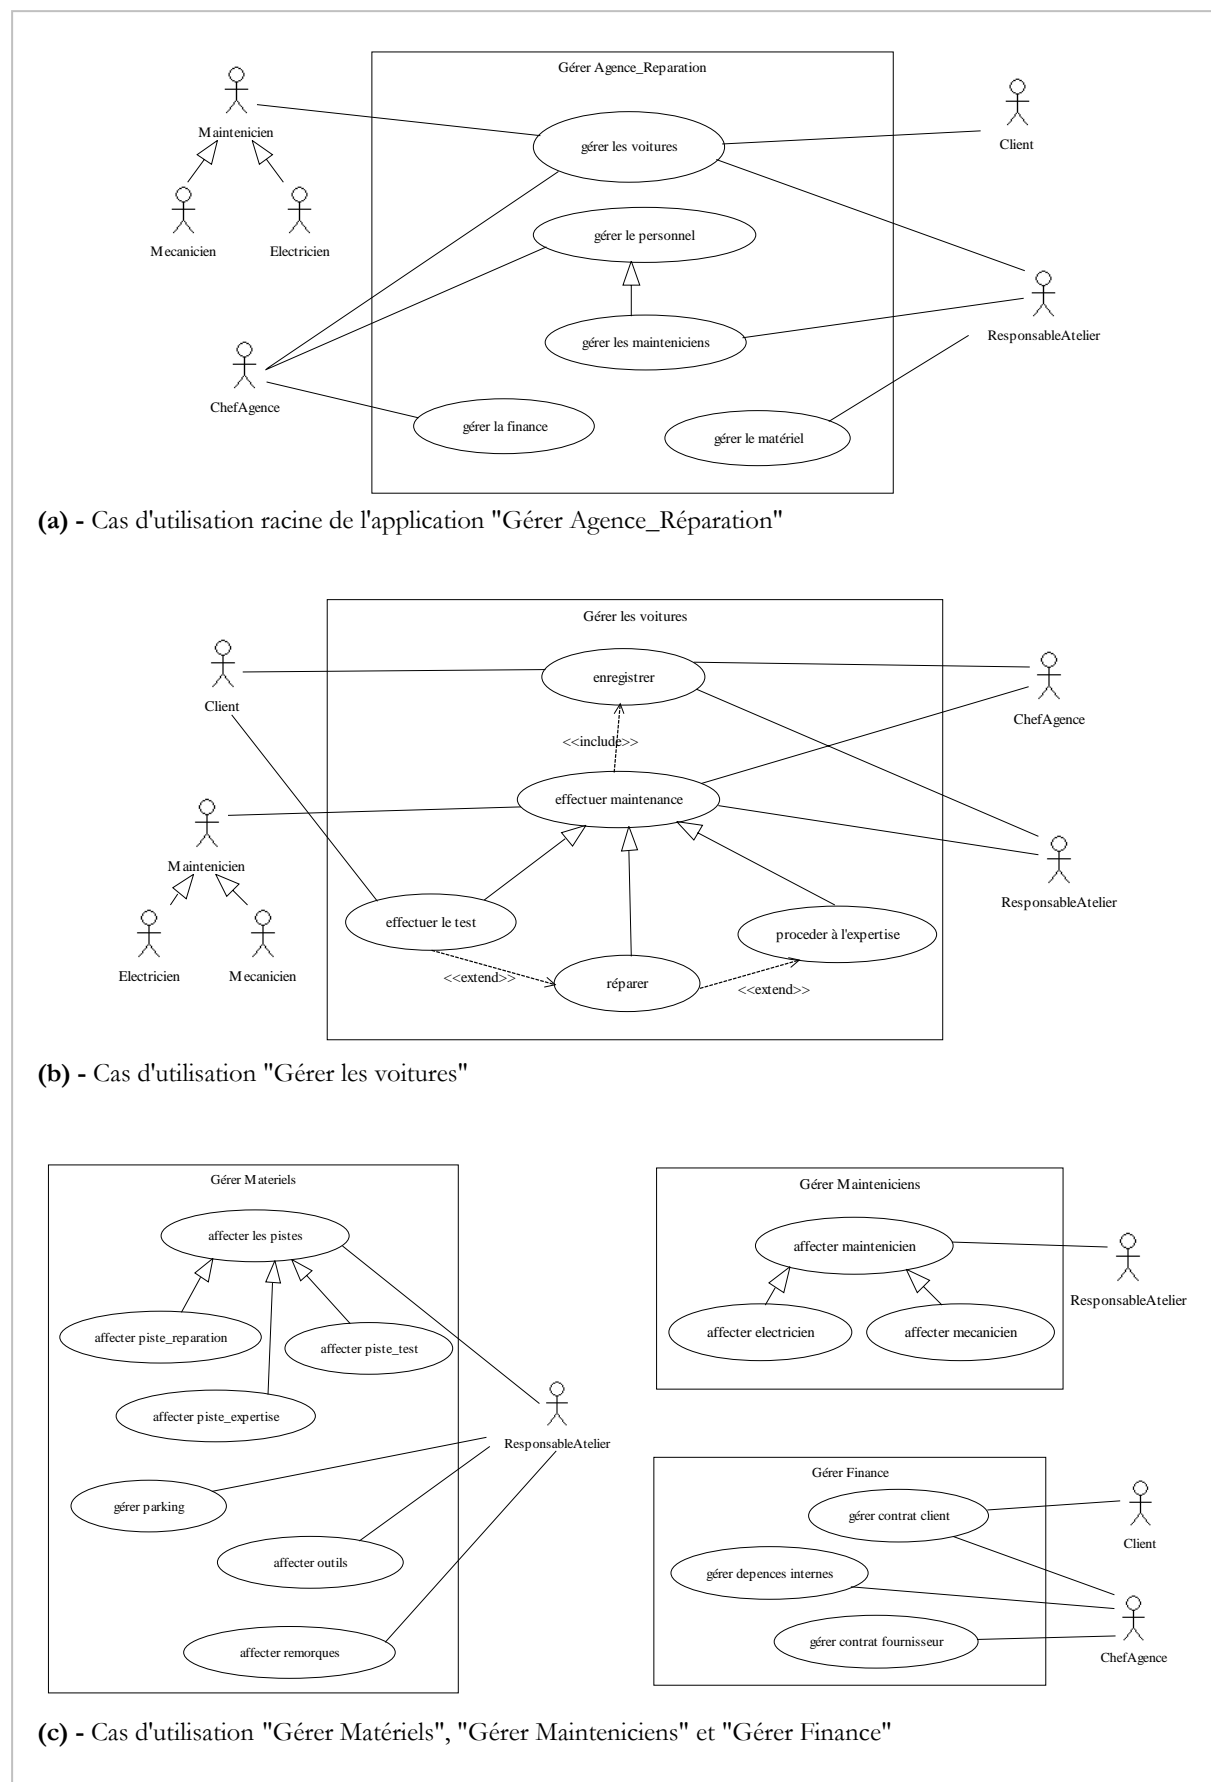 Gérer Agence_Reparation
Maintenicien
gérer les voitures
Client
Mecanicien
Electricien
gérer le personnel
gérer les mainteniciens
ResponsableAtelier
ChefAgence
gérer la finance
gérer le matériel
(a) - Cas d'utilisation racine de l'application "Gérer Agence_Réparation"
Gérer les voitures
enregistrer
Client
ChefAgence
<<include>>
effectuer maintenance
Maintenicien
ResponsableAtelier
effectuer le test
proceder à l'expertise
Electricien
Mecanicien
<<extend>>
réparer
<<extend>>
(b) - Cas d'utilisation "Gérer les voitures"
Gérer Materiels
affecter les pistes
affecter piste_reparation
affecter piste_test
affecter piste_expertise
ResponsableAtelier
gérer parking
affecter outils
affecter remorques
Gérer Mainteniciens
affecter maintenicien
ResponsableAtelier
affecter electricien
affecter mecanicien
Gérer Finance
gérer contrat client
Client
gérer depences internes
gérer contrat fournisseur
ChefAgence
(c) - Cas d'utilisation "Gérer Matériels", "Gérer Mainteniciens" et "Gérer Finance"